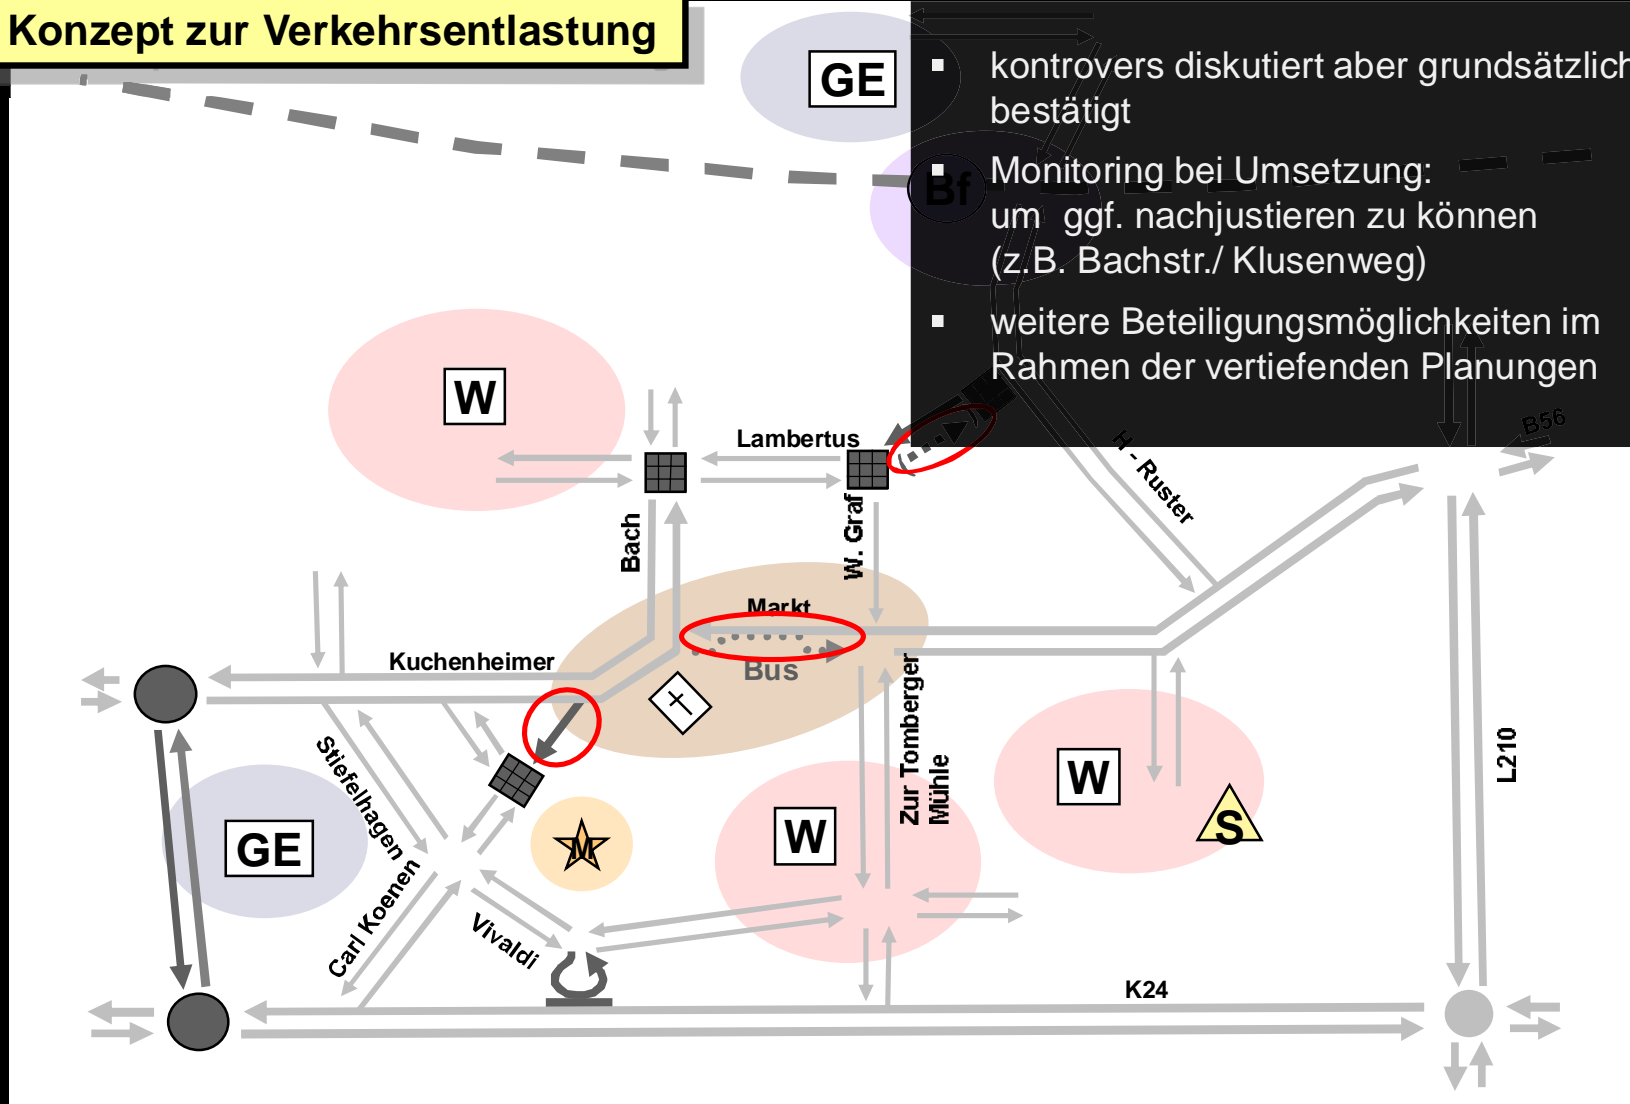 Konzept zur Verkehrsentlastung
GE
▪ kontrovers diskutiert aber grundsätzlich
bestätigt
Bf
▪ Monitoring bei Umsetzung:
um ggf. nachjustieren zu können
(z.B. Bachstr./ Klusenweg)
▪ weitere Beteiligungsmöglichkeiten im
Rahmen der vertiefenden Planungen
W
B56
Lambertus
H - Ruster
Bach
W. Graf
Markt
Bus
Kuchenheimer
Zur Tomberger
Mühle
Stiefelhagen
L210
W
S
GE
M
W
Carl Koenen
Vivaldi
K24